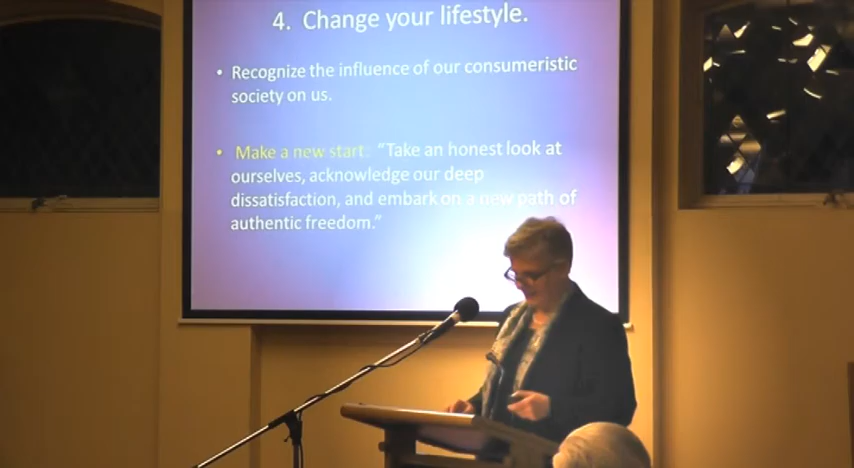 4. Change your lifestyle.
• Recognize the influence of our consumeristic
society on us.
• Make a new start: "Take an honest look at
ourselves, acknowledge our deep
dissatisfaction, and embark on a new path of
authentic freedom."